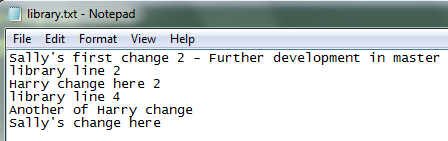 library.txt - Notepad
File Edit Format View Help
Sally's first change 2 - Further development in master
library line 2
Harry change here 2
library line 4
Another of Harry change
Sally's change here